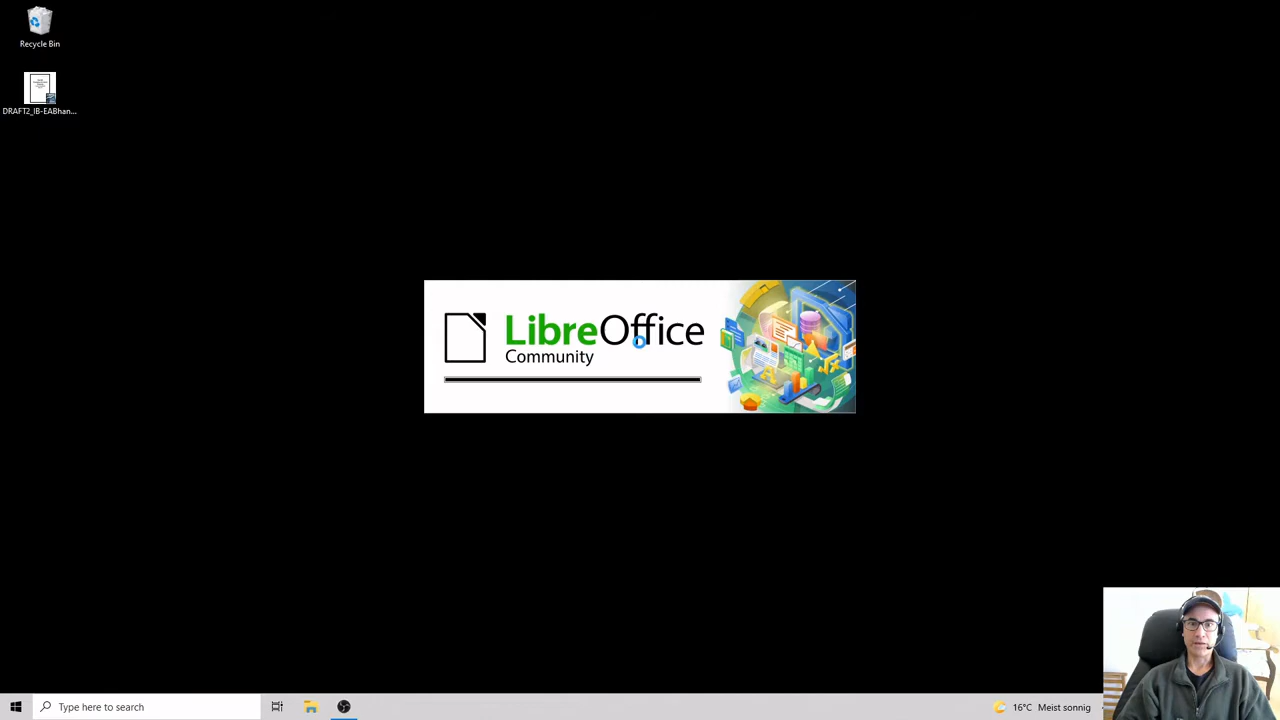 Recycle Bin
DRAFT2_IB-EABhan...
LibreOffice
Community
Type here to search
16°C Meist sonnig